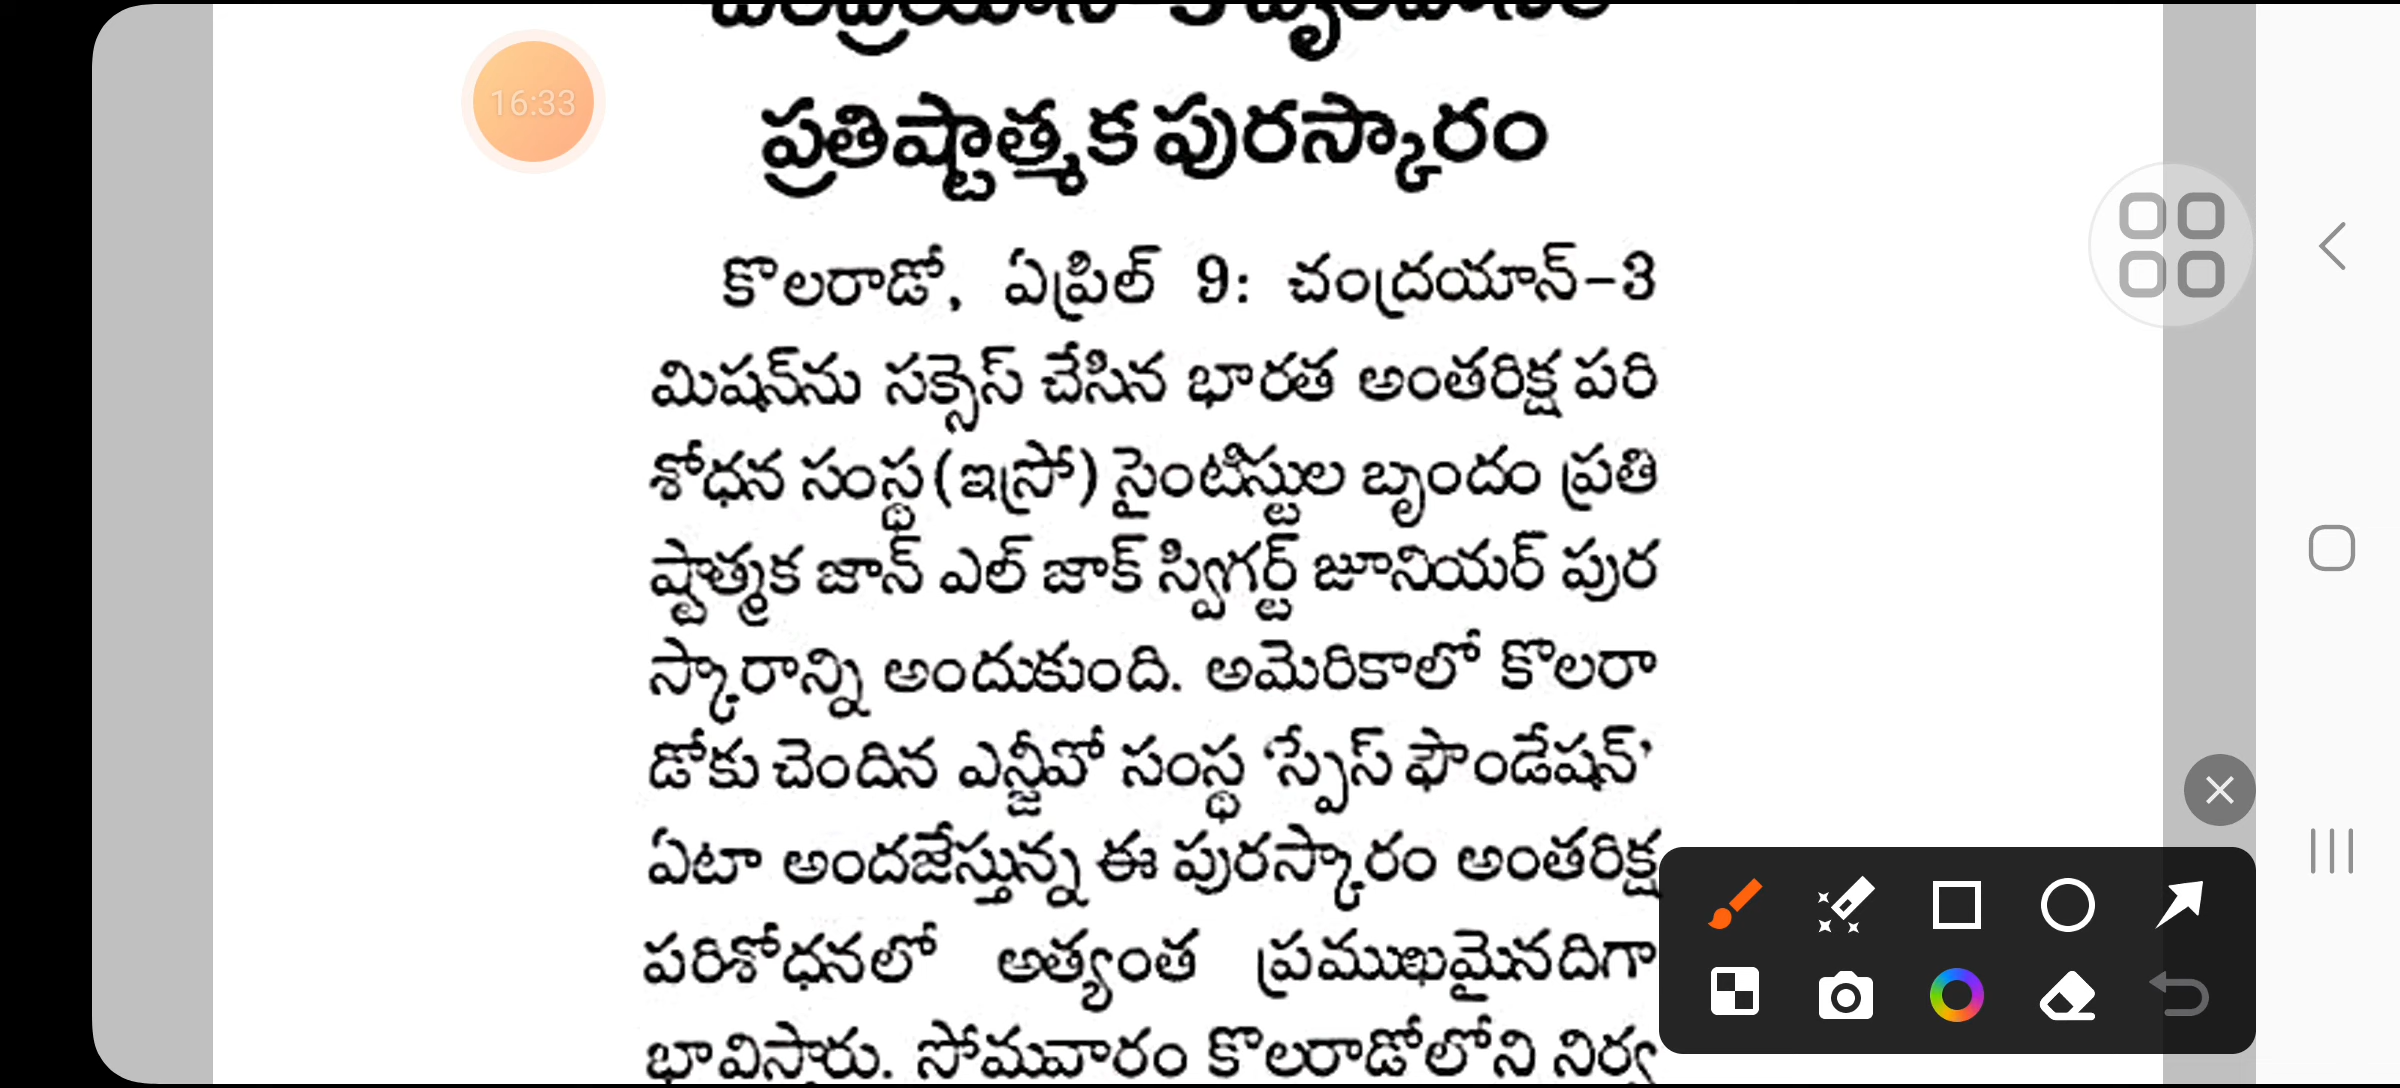 16:33
ప్రతిష్టాత్మక పురస్కారం
కొలరాడో, ఏప్రిల్ 9: చంద్రయాన్-3
మిషన్‌ను సక్సెస్ చేసిన భారత అంతరిక్ష పరి
శోధన సంస్థ (ఇస్రో) సైంటిస్టుల బృందం ప్రతి
ష్టాత్మక జాన్ ఎల్ జాక్ స్విగర్ట్ జూనియర్ పుర
స్కారాన్ని అందుకుంది. అమెరికాలో కొలరా
డోకు చెందిన ఎన్జీవో సంస్థ ‘స్పేస్ ఫౌండేషన్’
ఏటా అందజేస్తున్న ఈ పురస్కారం అంతరిక్ష
పరిశోధనలో అత్యంత ప్రముఖమైనదిగా
భావిస్తారు. సోమవారం కొలరాడోలోని నిర్వ